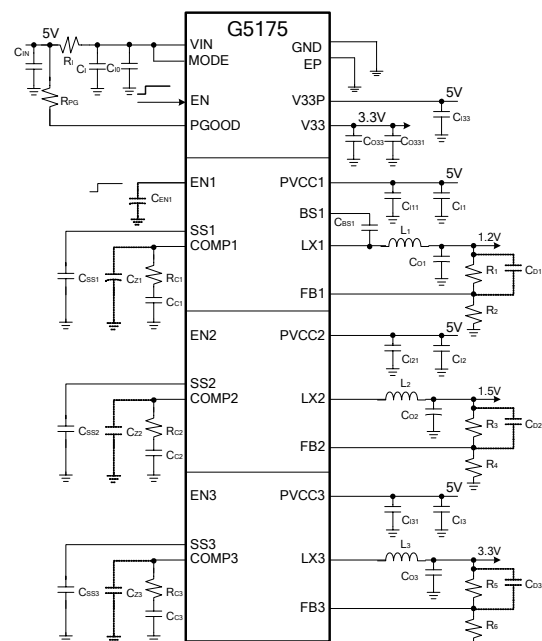 G5175
5V
CIN
RI
CI
CI0
RPG
VIN
MODE
EN
PGOOD
GND
EP
V33P
5V
CI33
V33
3.3V
CO33
CO331
EN1
CEN1
SS1
COMP1
CSS1
CZ1
RC1
CC1
PVCC1
5V
CI11
CI1
BS1
CBS1
LX1
L1
1.2V
CO1
R1
CD1
FB1
R2
EN2
SS2
COMP2
CSS2
CZ2
RC2
CC2
PVCC2
5V
CI21
CI2
LX2
L2
1.5V
CO2
R3
CD2
FB2
R4
EN3
SS3
COMP3
CSS3
CZ3
RC3
CC3
PVCC3
5V
CI31
CI3
LX3
L3
3.3V
CO3
R5
CD3
FB3
R6